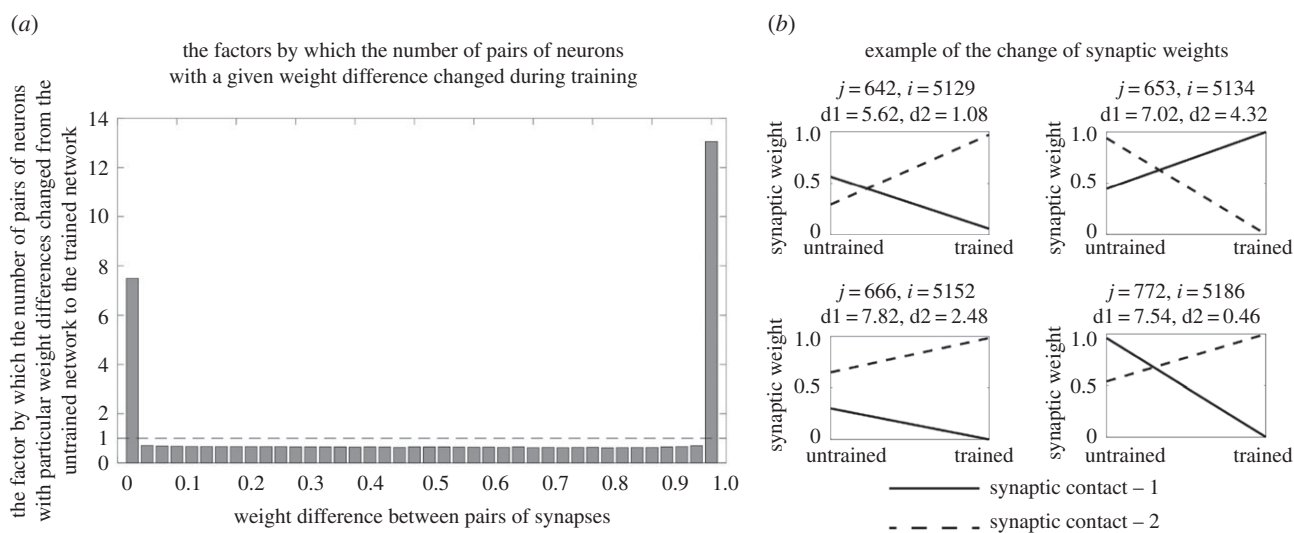 (a)
the factors by which the number of pairs of neurons
with a given weight difference changed during training
the factor by which the number of pairs of neurons
with particular weight differences changed from the
untrained network to the trained network
14
12
10
8
6
4
2
1
0
0 0.1 0.2 0.3 0.4 0.5 0.6 0.7 0.8 0.9 1.0
weight difference between pairs of synapses
(b)
example of the change of synaptic weights
j = 642, i = 5129
d1 = 5.62, d2 = 1.08
synaptic weight
1.0
0.5
0
untrained trained
j = 653, i = 5134
d1 = 7.02, d2 = 4.32
synaptic weight
1.0
0.5
0
untrained trained
j = 666, i = 5152
d1 = 7.82, d2 = 2.48
synaptic weight
1.0
0.5
0
untrained trained
j = 772, i = 5186
d1 = 7.54, d2 = 0.46
synaptic weight
1.0
0.5
0
untrained trained
synaptic contact – 1
synaptic contact – 2